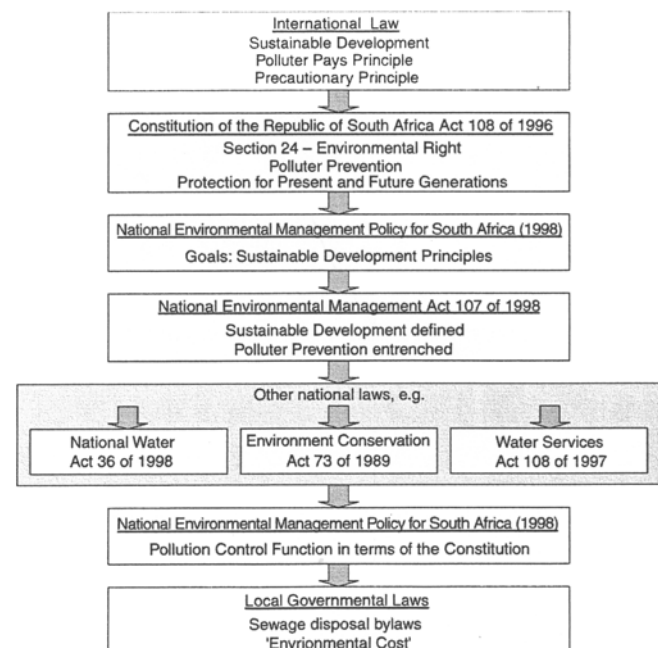 International Law
Sustainable Development
Polluter Pays Principle
Precautionary Principle
Constitution of the Republic of South Africa Act 108 of 1996
Section 24 – Environmental Right
Polluter Prevention
Protection for Present and Future Generations
National Environmental Management Policy for South Africa (1998)
Goals: Sustainable Development Principles
National Environmental Management Act 107 of 1998
Sustainable Development defined
Polluter Prevention entrenched
Other national laws, e.g.
National Water
Act 36 of 1998
Environment Conservation
Act 73 of 1989
Water Services
Act 108 of 1997
National Environmental Management Policy for South Africa (1998)
Pollution Control Function in terms of the Constitution
Local Governmental Laws
Sewage disposal bylaws
'Envrionmental Cost'